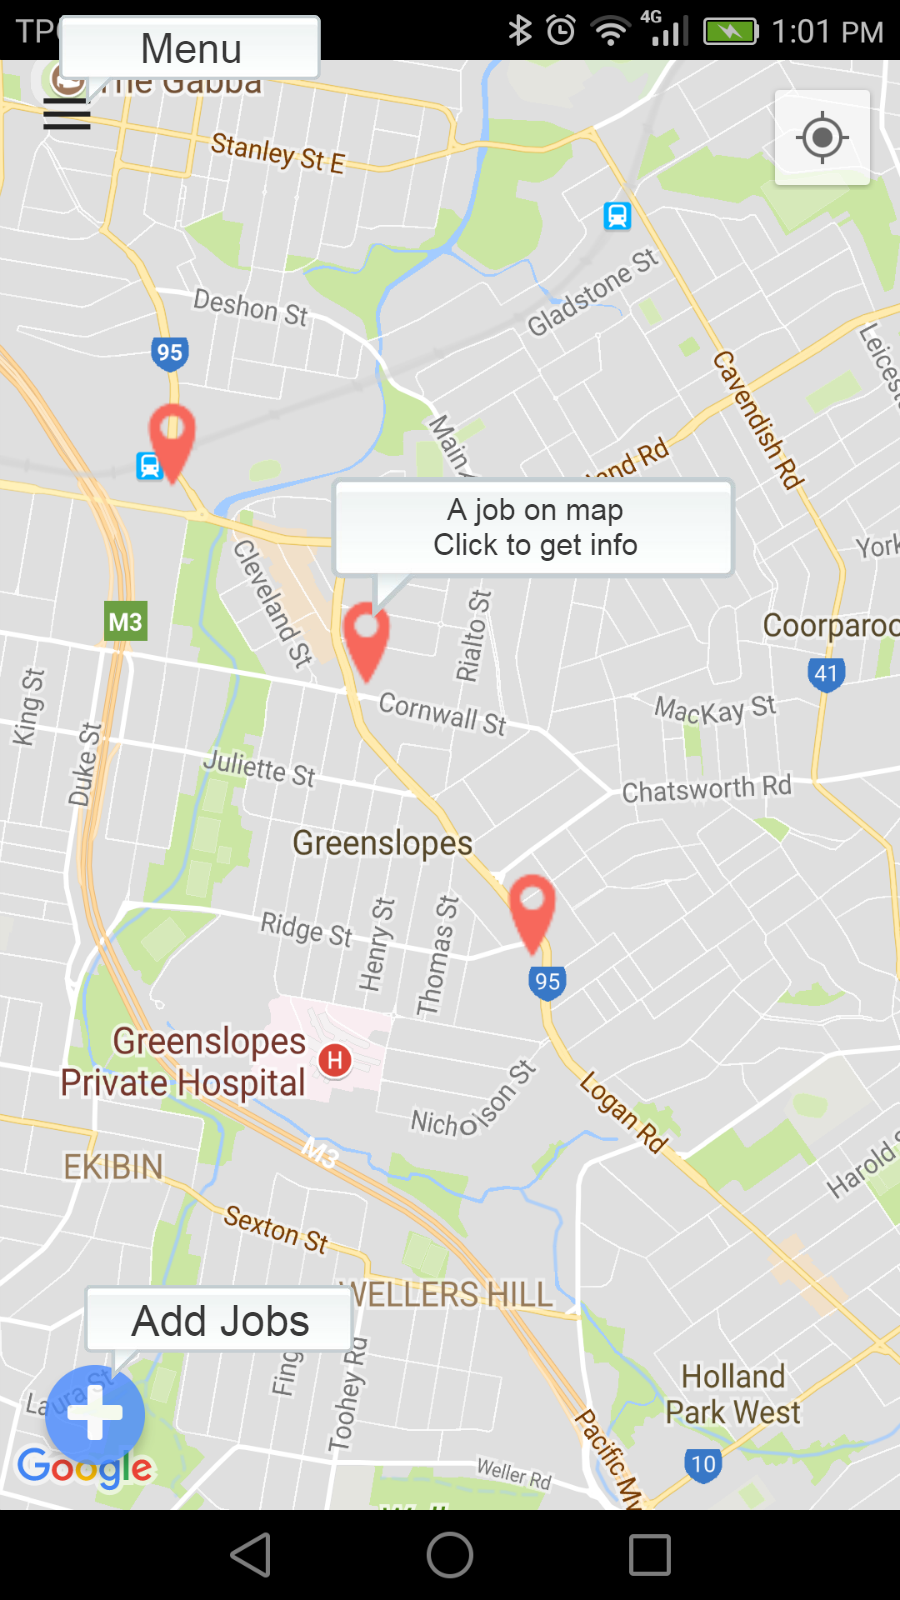 1:01 PM
4G
Menu
The Gabba
Stanley St E
Deshon St
Gladstone St
95
Cavendish Rd
Main
land Rd
A job on map
Click to get info
York
Cleveland St
M3
Rialto St
Coorparoo
41
King St
Cornwall St
MacKay St
Duke St
Juliette St
Chatsworth Rd
Greenslopes
Ridge St
Henry St
Thomas St
95
Greenslopes
Private Hospital
H
Nicholson St
Logan Rd
M3
EKIBIN
Harold
Sexton St
WELLERS HILL
Add Jobs
Holland
Park West
Laura St
Fing
Toohey Rd
Pacific Mw
10
Google
Weller Rd